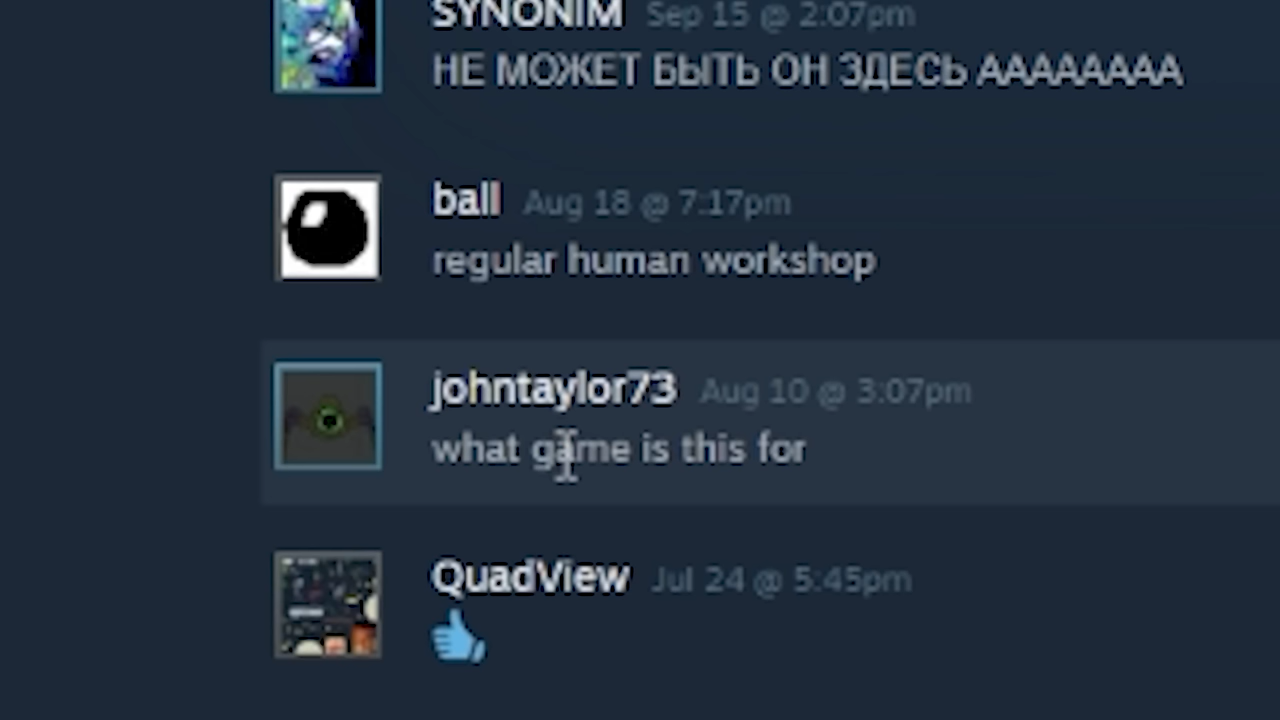 SYNONIM Sep 15 @ 2:07pm
НЕ МОЖЕТ БЫТЬ ОН ЗДЕСЬ АААААААА
ball Aug 18 @ 7:17pm
regular human workshop
johntaylor73 Aug 10 @ 3:07pm
what game is this for
QuadView Jul 24 @ 5:45pm